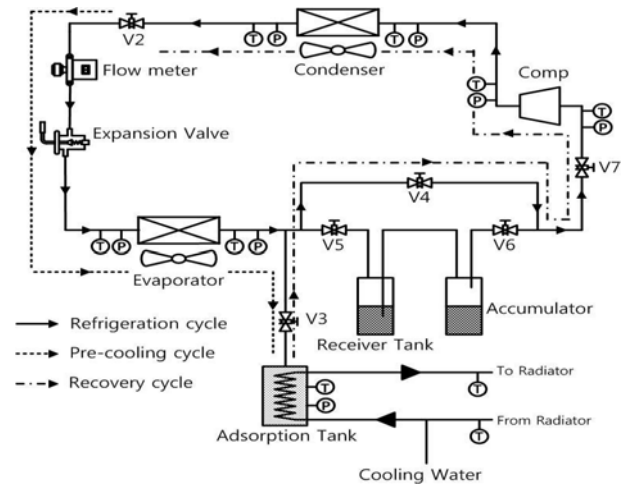 V2
T P
T P
Flow meter
Condenser
Comp
T
P
T
P
Expansion Valve
V7
V4
T P
T P
V5
V6
Evaporator
Accumulator
Refrigeration cycle
V3
Receiver Tank
Pre-cooling cycle
Recovery cycle
T
P
To Radiator
T
From Radiator
T
Adsorption Tank
Cooling Water